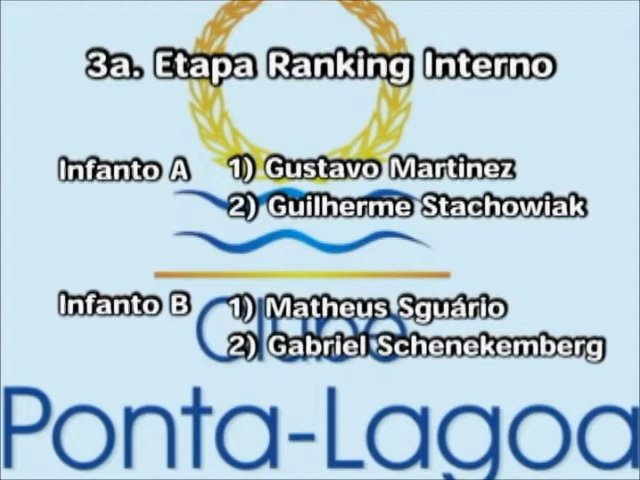 3a. Etapa Ranking Interno
Infanto A 1) Gustavo Martinez
2) Guilherme Stachowiak
Infanto B 1) Matheus Sguário
2) Gabriel Schenekemberg
Clube
Ponta-Lagoa